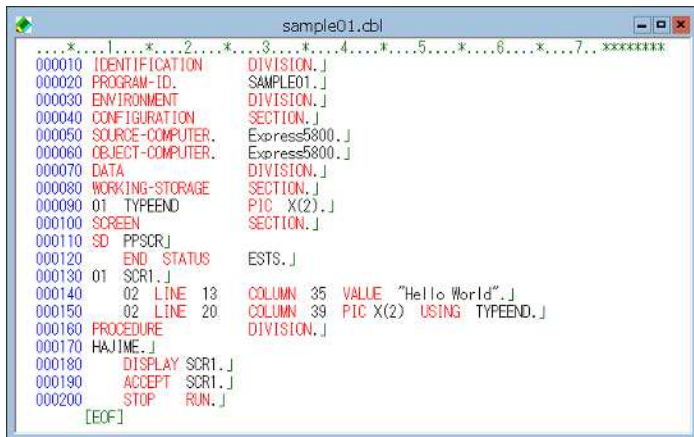 sample01.cbl
....*....1....*....2....*....3....*....4....*....5....*....6....*....7.. ********
000010 IDENTIFICATION DIVISION.
000020 PROGRAM-ID. SAMPLE01.
000030 ENVIRONMENT DIVISION.
000040 CONFIGURATION SECTION.
000050 SOURCE-COMPUTER. Express5800.
000060 OBJECT-COMPUTER. Express5800.
000070 DATA DIVISION.
000080 WORKING-STORAGE SECTION.
000090 01 TYPEEND PIC X(2).
000100 SCREEN SECTION.
000110 SD PPSCR
000120 END STATUS ESTS.
000130 01 SCR1.
000140 02 LINE 13 COLUMN 35 VALUE "Hello World".
000150 02 LINE 20 COLUMN 39 PIC X(2) USING TYPEEND.
000160 PROCEDURE DIVISION.
000170 HAJIME.
000180 DISPLAY SCR1.
000190 ACCEPT SCR1.
000200 STOP RUN.
[EOF]